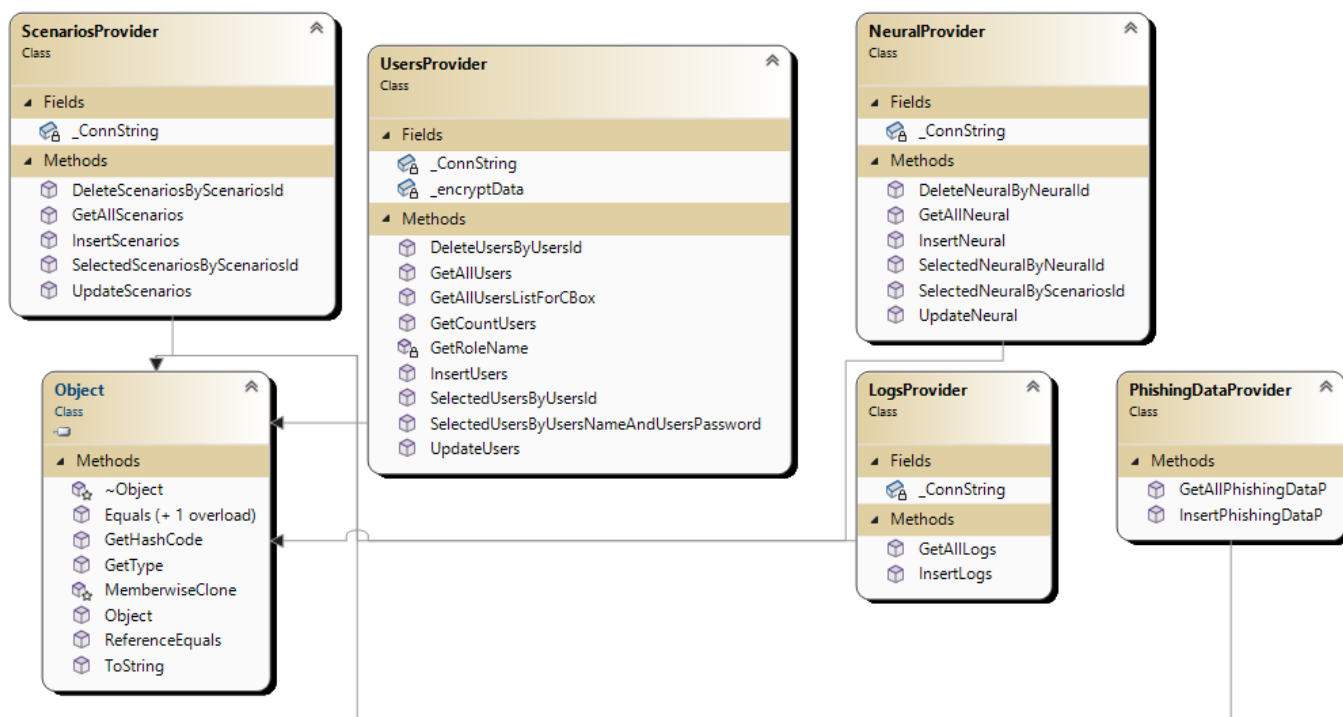 ScenariosProvider
Class
Fields
_ConnString
Methods
DeleteScenariosByScenariosId
GetAllScenarios
InsertScenarios
SelectedScenariosByScenariosId
UpdateScenarios
UsersProvider
Class
Fields
_ConnString
_encryptData
Methods
DeleteUsersByUsersId
GetAllUsers
GetAllUsersListForCBox
GetCountUsers
GetRoleName
InsertUsers
SelectedUsersByUsersId
SelectedUsersByUsersNameAndUsersPassword
UpdateUsers
NeuralProvider
Class
Fields
_ConnString
Methods
DeleteNeuralByNeuralId
GetAllNeural
InsertNeural
SelectedNeuralByNeuralId
SelectedNeuralByScenariosId
UpdateNeural
Object
Class
Methods
~Object
Equals (+ 1 overload)
GetHashCode
GetType
MemberwiseClone
Object
ReferenceEquals
ToString
LogsProvider
Class
Fields
_ConnString
Methods
GetAllLogs
InsertLogs
PhishingDataProvider
Class
Methods
GetAllPhishingDataP
InsertPhishingDataP